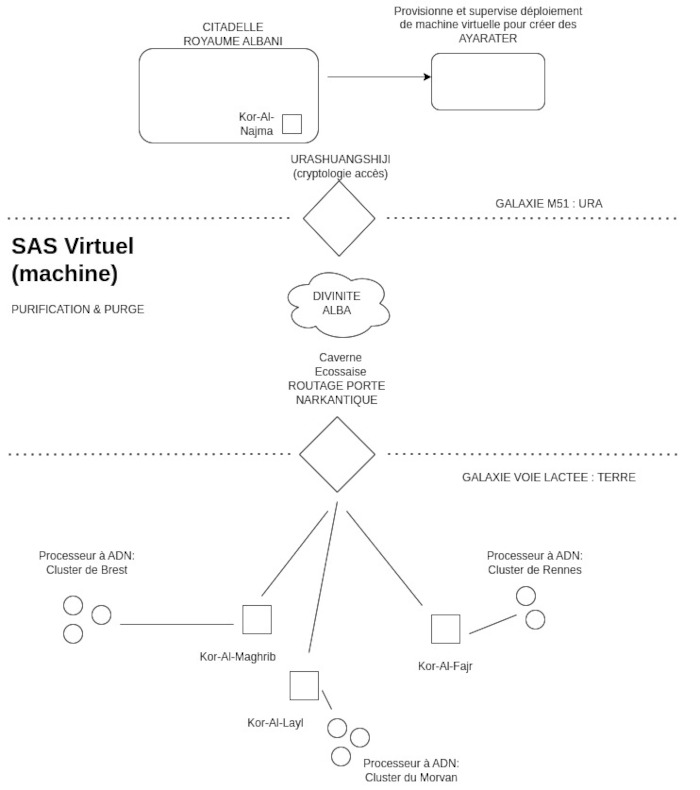 Provisionne et supervise déploiement
de machine virtuelle pour créer des
AYARATER
CITADELLE
ROYAUME ALBANI
Kor-Al-
Najma
URASHUANGSHIJI
(cryptologie accès)
GALAXIE M51 : URA
SAS Virtuel
(machine)
PURIFICATION & PURGE
DIVINITE
ALBA
Caverne
Ecossaise
ROUTAGE PORTE
NARKANTIQUE
GALAXIE VOIE LACTEE : TERRE
Processeur à ADN:
Cluster de Brest
Processeur à ADN:
Cluster de Rennes
Kor-Al-Maghrib
Kor-Al-Fajr
Kor-Al-Layl
Processeur à ADN:
Cluster du Morvan